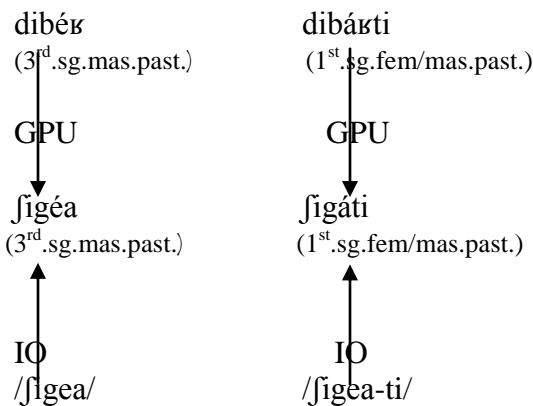 dibéʁ dibáʁti
(3rd.sg.mas.past.) (1st.sg.fem/mas.past.)
GPU GPU
ʃigéa ʃigáti
(3rd.sg.mas.past.) (1st.sg.fem/mas.past.)
IO IO
/ʃigea/ /ʃigea-ti/